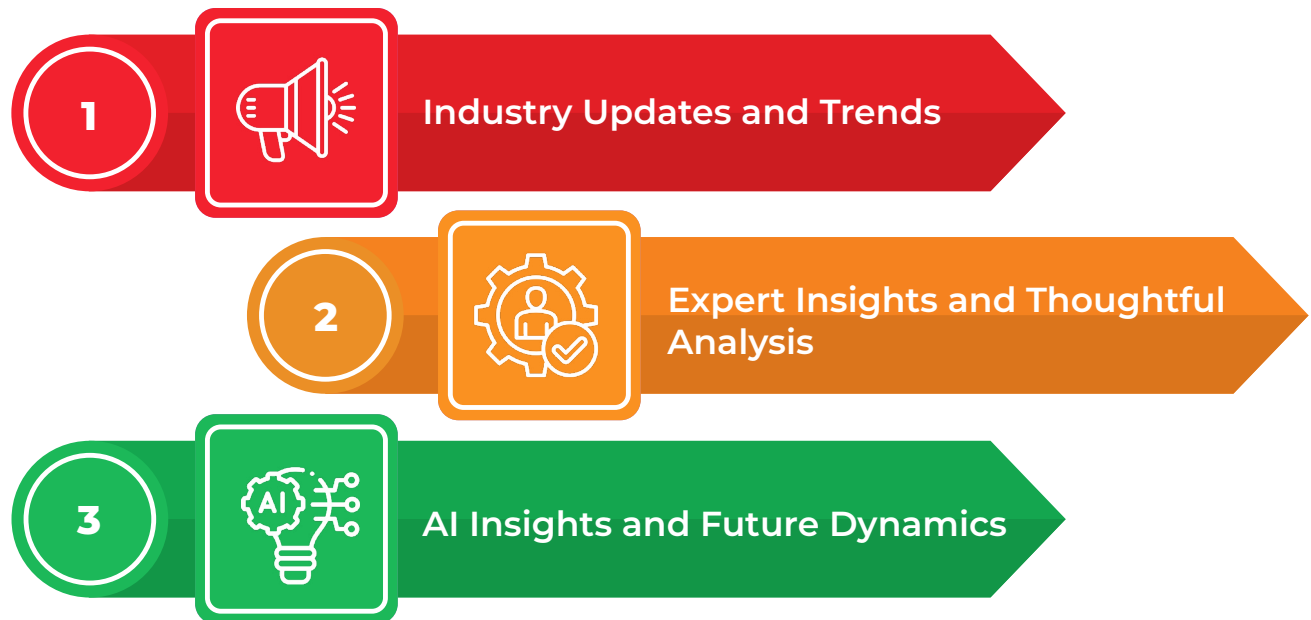 1
Industry Updates and Trends
2
Expert Insights and Thoughtful
Analysis
3
AI
AI Insights and Future Dynamics